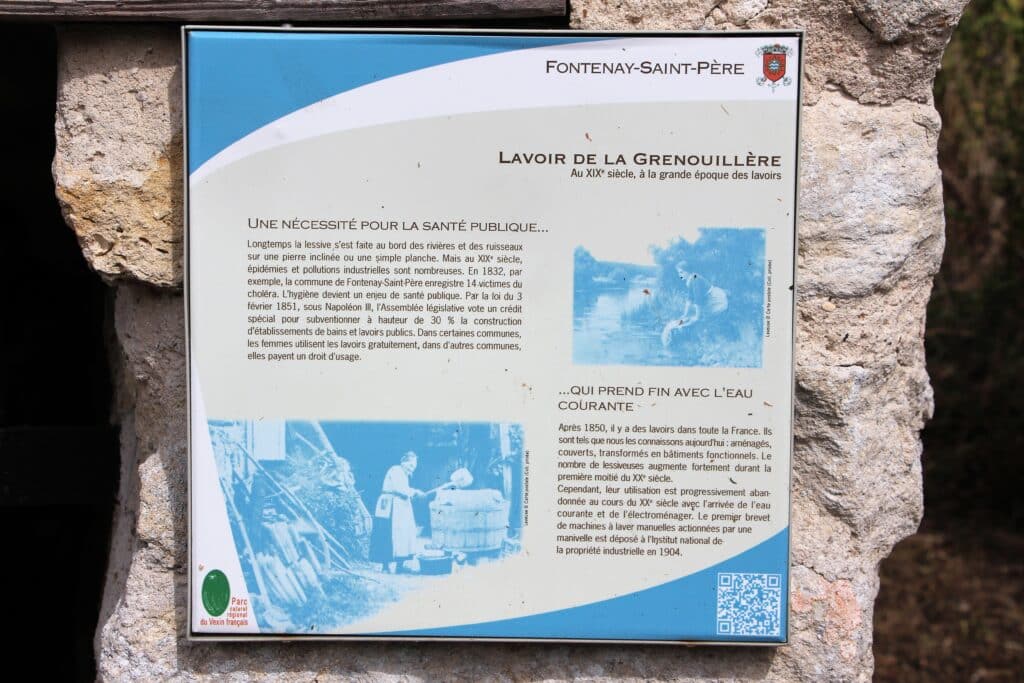 FONTENAY-SAINT-PÈRE
LAVOIR DE LA GRENOUILLÈRE
Au XIXe siècle, à la grande époque des lavoirs
UNE NÉCESSITÉ POUR LA SANTÉ PUBLIQUE...
Longtemps la lessive s'est faite au bord des rivières et des ruisseaux
sur une pierre inclinée ou une simple planche. Mais au XIXe siècle,
épidémies et pollutions industrielles sont nombreuses. En 1832, par
exemple, la commune de Fontenay-Saint-Père enregistre 14 victimes du
choléra. L'hygiène devient un enjeu de santé publique. Par la loi du 3
février 1851, sous Napoléon III, l'Assemblée législative vote un crédit
spécial pour subventionner à hauteur de 30 % la construction
d'établissements de bains et lavoirs publics. Dans certaines communes,
les femmes utilisent les lavoirs gratuitement, dans d'autres communes,
elles payent un droit d'usage.
Laveuse © Carte postale (Coll. privée)
...QUI PREND FIN AVEC L'EAU
COURANTE
Après 1850, il y a des lavoirs dans toute la France. Ils
sont tels que nous les connaissons aujourd'hui : aménagés,
couverts, transformés en bâtiments fonctionnels. Le
nombre de lessiveuses augmente fortement durant la
première moitié du XXe siècle.
Cependant, leur utilisation est progressivement aban-
donnée au cours du XXe siècle avec l'arrivée de l'eau
courante et de l'électroménager. Le premier brevet
de machines à laver manuelles actionnées par une
manivelle est déposé à l'Institut national de
la propriété industrielle en 1904.
Laveuse © Carte postale (Coll. privée)
Parc
naturel
régional
du Vexin français